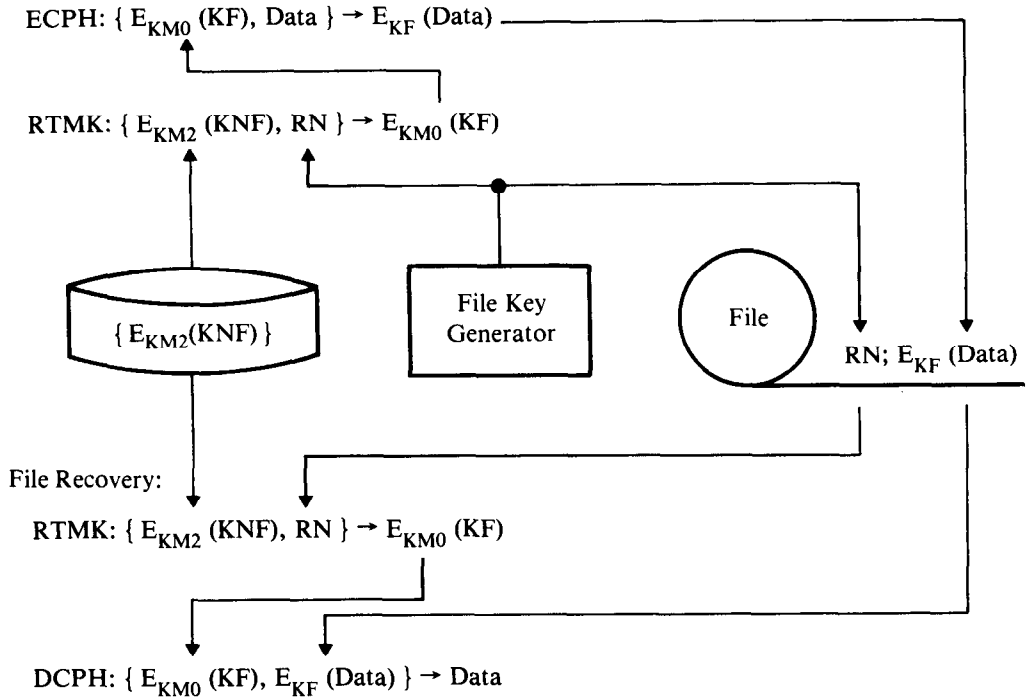 ECPH: { E_KM0 (KF), Data } → E_KF (Data)
RTMK: { E_KM2 (KNF), RN } → E_KM0 (KF)
{ E_KM2(KNF) }
File Key
Generator
File
RN; E_KF (Data)
File Recovery:
RTMK: { E_KM2 (KNF), RN } → E_KM0 (KF)
DCPH: { E_KM0 (KF), E_KF (Data) } → Data